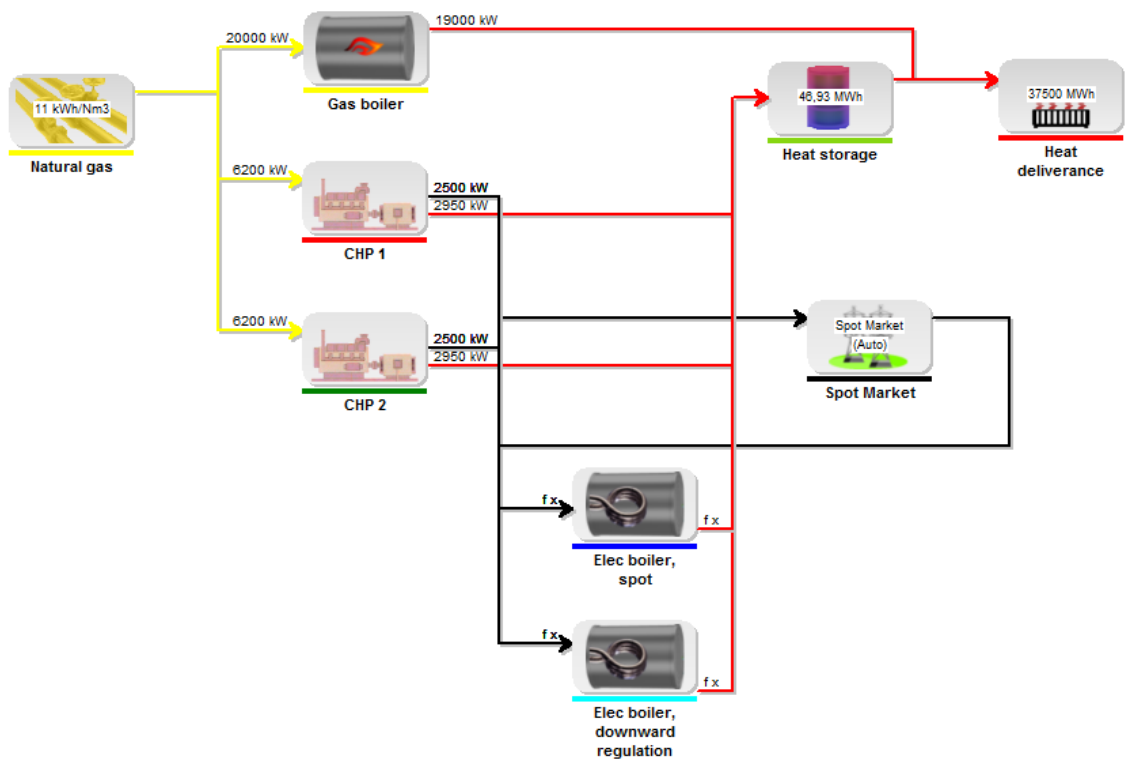 20000 kW
19000 kW
11 kWh/Nm3
Natural gas
Gas boiler
46,93 MWh
Heat storage
37500 MWh
Heat
deliverance
6200 kW
2500 kW
2950 kW
CHP 1
6200 kW
2500 kW
2950 kW
CHP 2
Spot Market
(Auto)
Spot Market
f x
f x
Elec boiler,
spot
f x
f x
Elec boiler,
downward
regulation